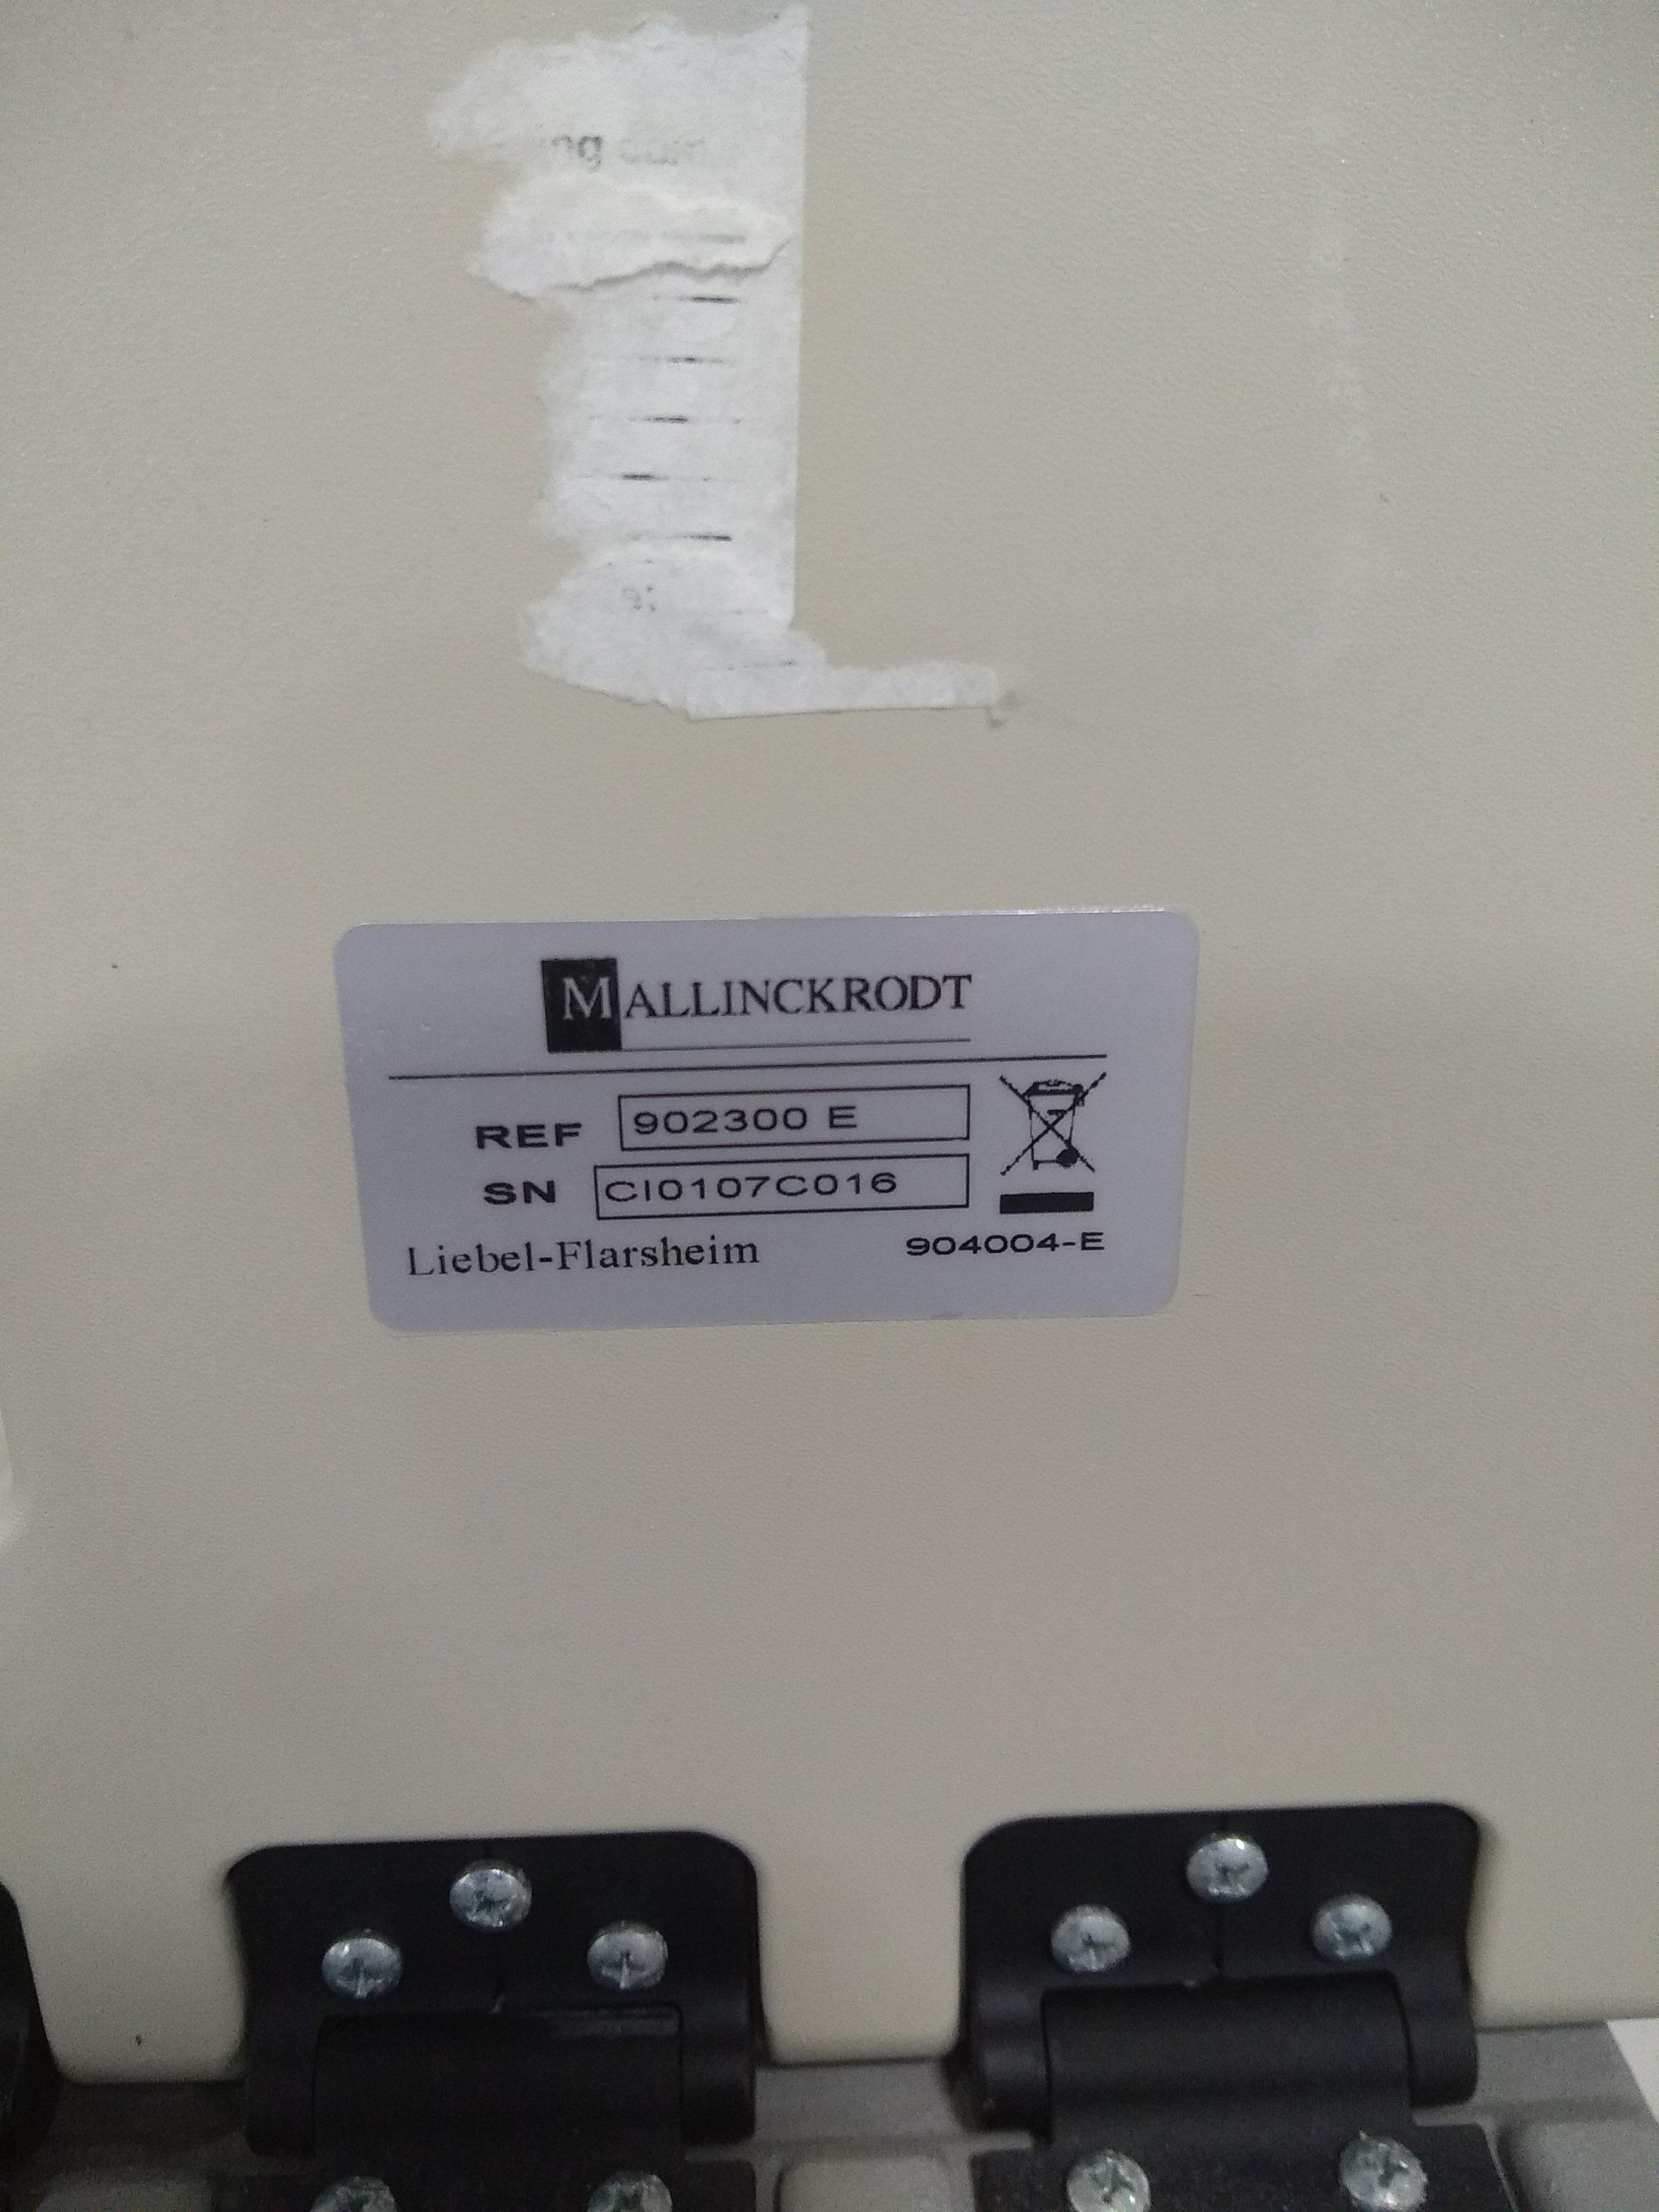 MALLINCKRODT
REF 902300 E
SN CI0107C016
Liebel-Flarsheim 904004-E